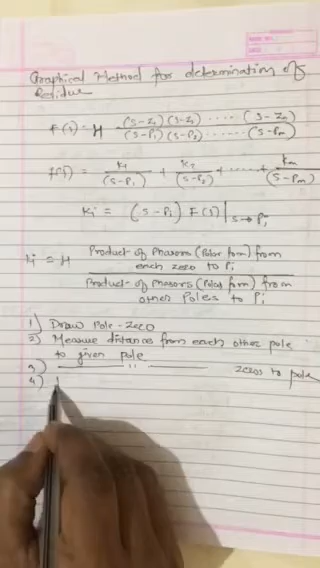 Graphical Method for determination of
Residue
F(s) = H (s-z1)(s-z2) ..... (s-zn) / (s-P1)(s-P2) ....... (s-Pm)
F(s) = K1/(s-P1) + K2/(s-P2) + ...... + Km/(s-Pm)
Ki = (s-Pi) F(s)|s→Pi
Ki = H Product of Phasors (Polar form) from each zero to Pi / Product of Phasors (Polar form) from other Poles to Pi
1) Draw Pole-Zero
2) Measure distances from each other pole
to given pole
3) ———— " ———— zeros to pole
4)